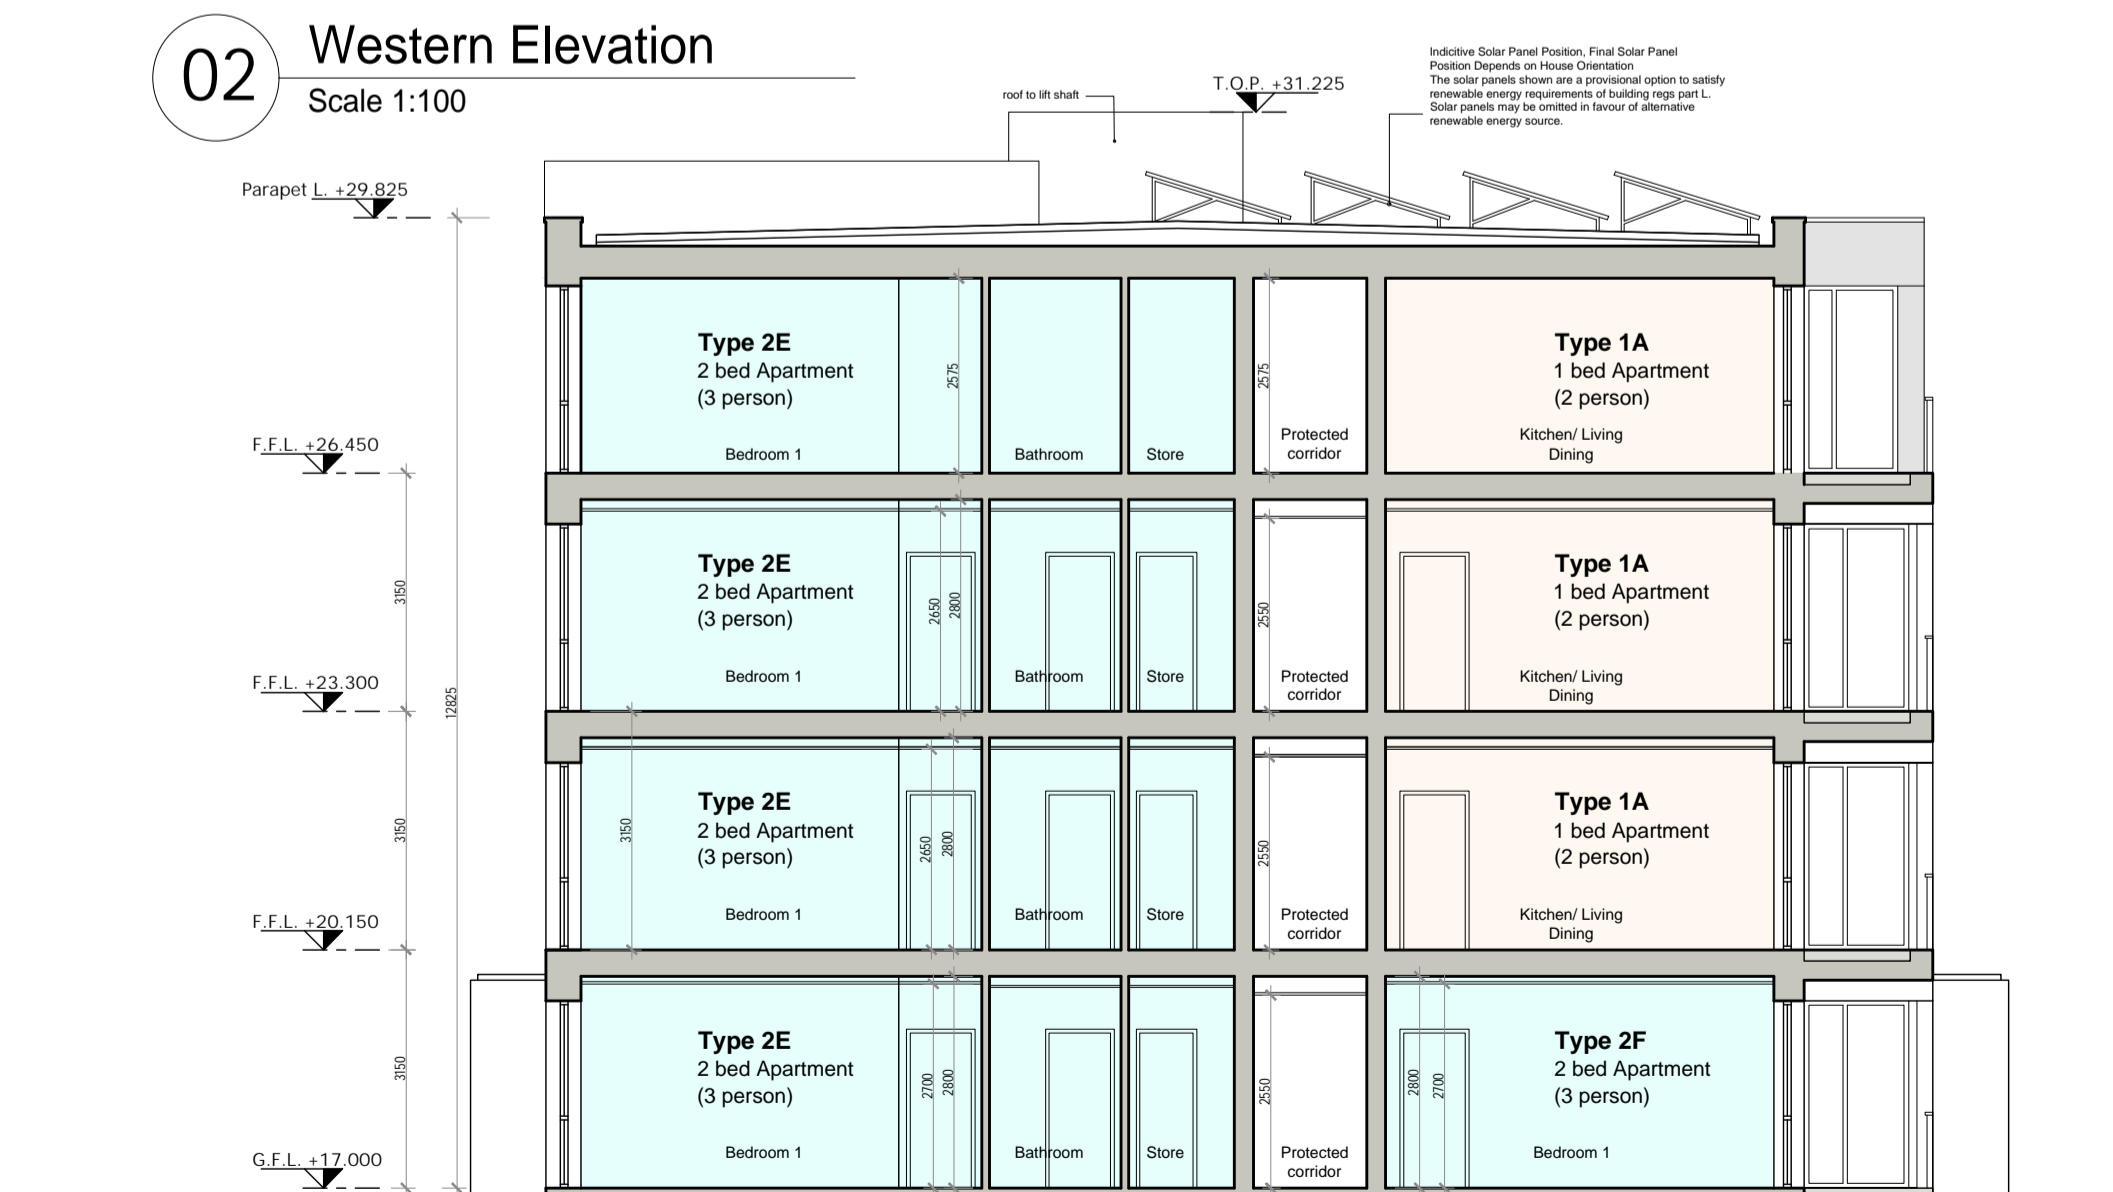 02
Western Elevation
Scale 1:100
roof to lift shaft
T.O.P. +31.225
Indicitive Solar Panel Position, Final Solar Panel
Position Depends on House Orientation
The solar panels shown are a provisional option to satisfy
renewable energy requirements of building regs part L.
Solar panels may be omitted in favour of alternative
renewable energy source.
Parapet L. +29.825
Type 2E
2 bed Apartment
(3 person)
Bedroom 1
2575
Bathroom
Store
2575
Protected
corridor
Type 1A
1 bed Apartment
(2 person)
Kitchen/ Living
Dining
F.F.L. +26.450
3150
12825
Type 2E
2 bed Apartment
(3 person)
Bedroom 1
2650
2800
Bathroom
Store
2550
Protected
corridor
Type 1A
1 bed Apartment
(2 person)
Kitchen/ Living
Dining
F.F.L. +23.300
3150
3150
Type 2E
2 bed Apartment
(3 person)
Bedroom 1
2650
2800
Bathroom
Store
2550
Protected
corridor
Type 1A
1 bed Apartment
(2 person)
Kitchen/ Living
Dining
F.F.L. +20.150
3150
Type 2E
2 bed Apartment
(3 person)
Bedroom 1
2700
2800
Bathroom
Store
2550
Protected
corridor
2800
2700
Type 2F
2 bed Apartment
(3 person)
Bedroom 1
G.F.L. +17.000